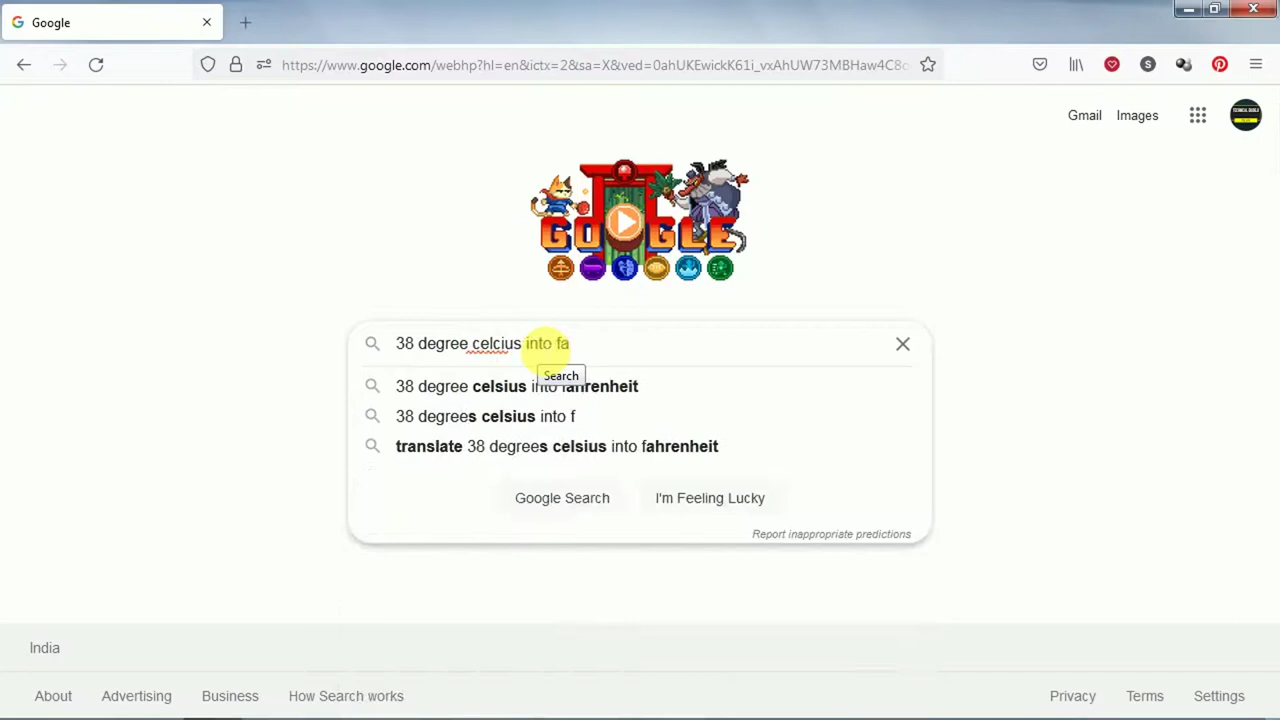 Google
https://www.google.com/webhp?hl=en&ictx=2&sa=X&ved=0ahUKEwickK61i_vxAhUW73MBHaw4C8
Gmail Images
GOOGLE
38 degree celcius into fa
Search
38 degree celsius into fahrenheit
38 degrees celsius into f
translate 38 degrees celsius into fahrenheit
Google Search I'm Feeling Lucky
Report inappropriate predictions
India
About Advertising Business How Search works Privacy Terms Settings